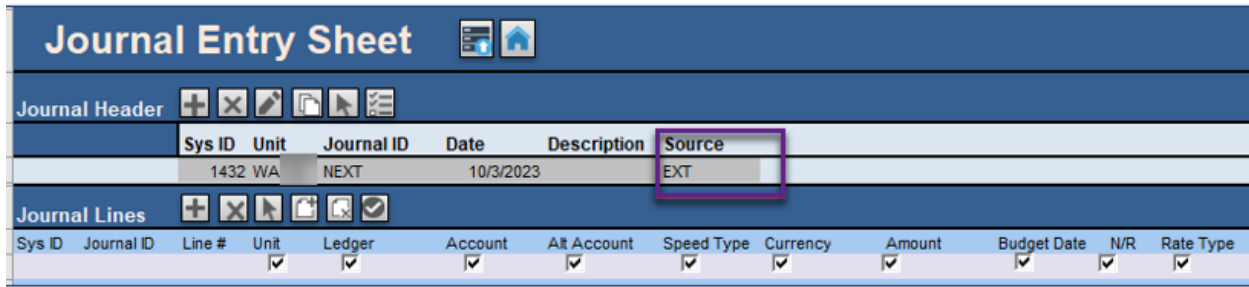 Journal Entry Sheet
Journal Header
Sys ID Unit Journal ID Date Description Source
1432 WA NEXT 10/3/2023 EXT
Journal Lines
Sys ID Journal ID Line # Unit Ledger Account Alt Account Speed Type Currency Amount Budget Date N/R Rate Type